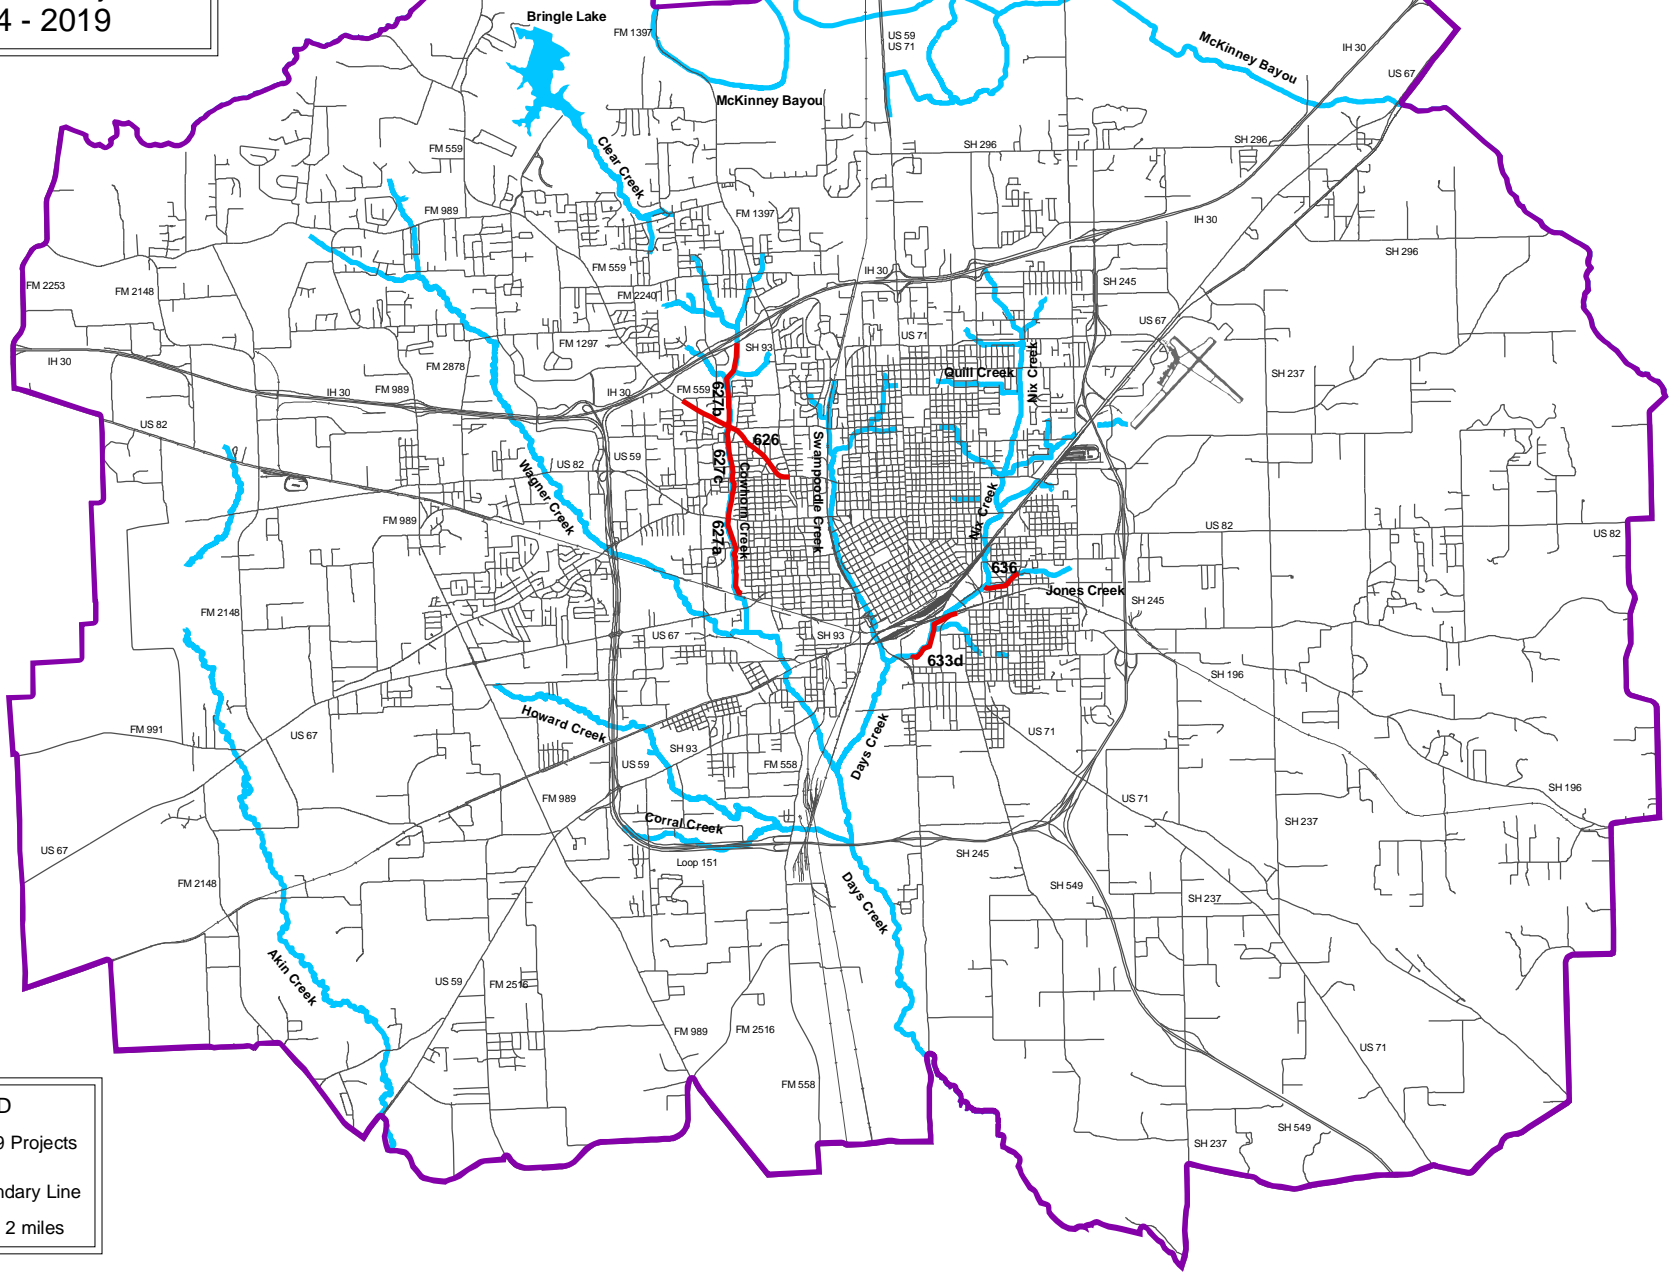 4 - 2019
Bringle Lake
FM 1397
US 59
US 71
McKinney Bayou
IH 30
US 67
McKinney Bayou
SH 296
SH 296
FM 559
Clear Creek
FM 989
FM 1397
IH 30
SH 296
FM 559
IH 30
SH 245
FM 2253
FM 2148
FM 2240
US 67
US 71
FM 1297
SH 93
IH 30
FM 2878
Quill Creek
Nix Creek
SH 237
IH 30
FM 989
IH 30
FM 559
627b
US 82
626
Swampoodle Creek
US 59
US 82
627c
Cowhorn Creek
Wagner Creek
Nix Creek
FM 989
627a
US 82
US 82
636
Jones Creek
SH 245
FM 2148
US 67
SH 93
633d
SH 196
Howard Creek
FM 991
US 67
US 71
SH 93
Days Creek
US 59
FM 558
SH 196
FM 989
US 71
Corral Creek
SH 237
US 67
Loop 151
SH 245
FM 2148
SH 549
SH 237
Days Creek
Akin Creek
US 59
FM 2516
FM 989
FM 2516
US 71
FM 558
D
9 Projects
SH 549
SH 237
ndary Line
2 miles